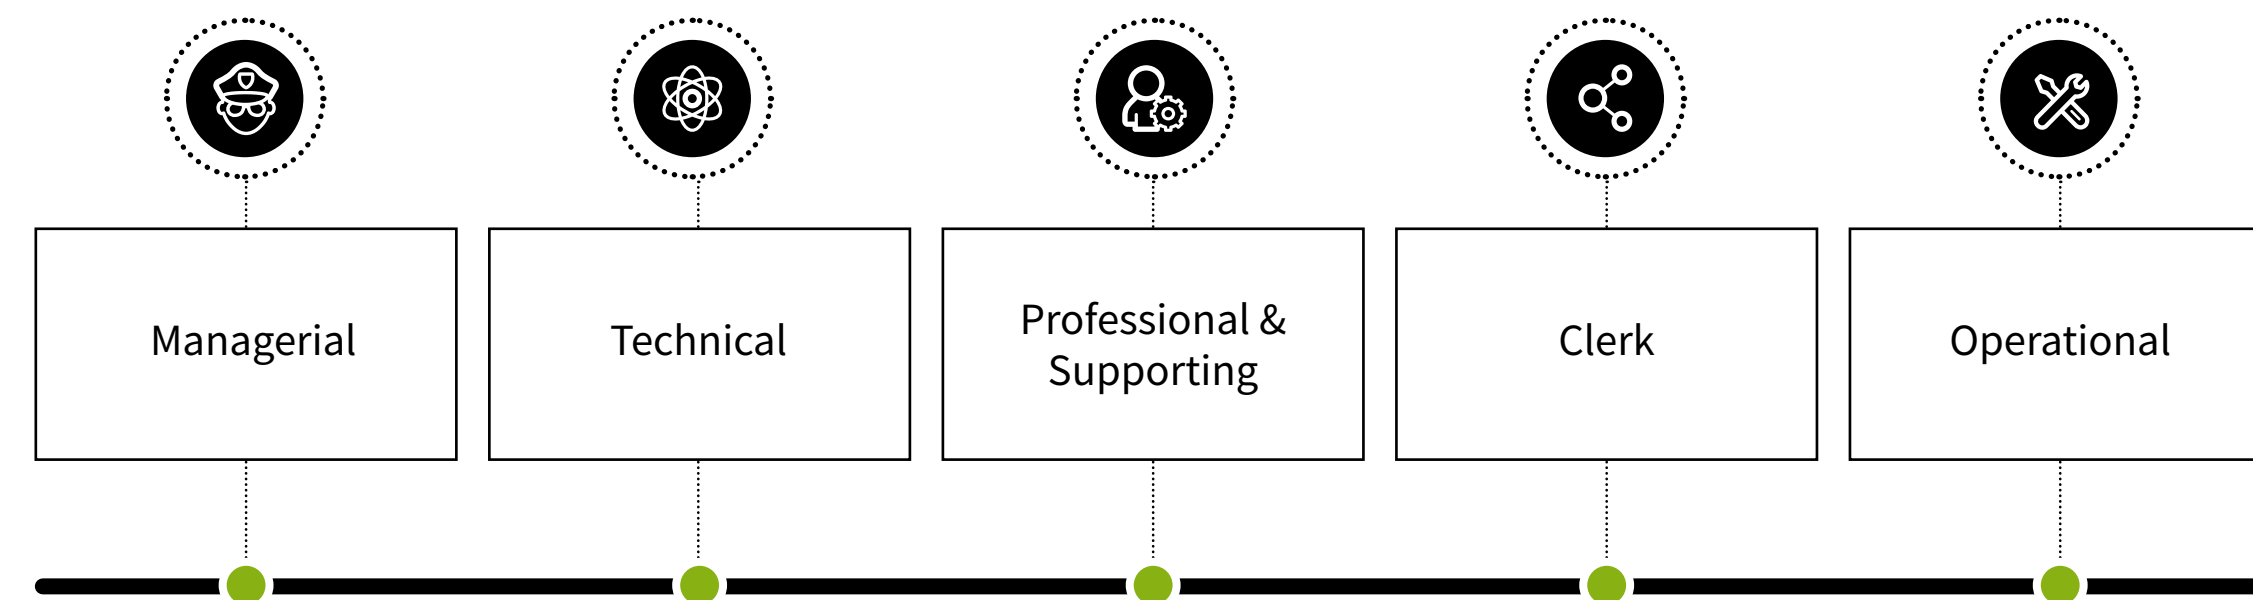 Managerial
Technical
Professional &
Supporting
Clerk
Operational